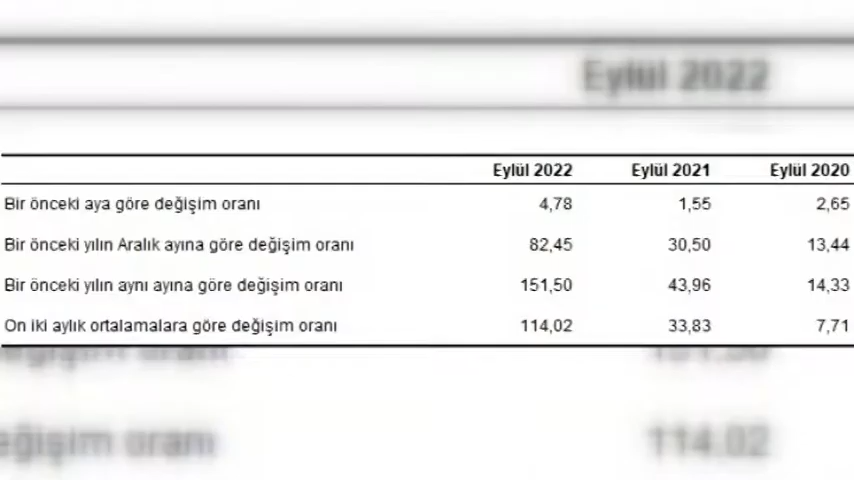 Eylül 2022
Eylül 2022 Eylül 2021 Eylül 2020
Bir önceki aya göre değişim oranı 4,78 1,55 2,65
Bir önceki yılın Aralık ayına göre değişim oranı 82,45 30,50 13,44
Bir önceki yılın aynı ayına göre değişim oranı 151,50 43,96 14,33
On iki aylık ortalamalara göre değişim oranı 114,02 33,83 7,71
değişim oranı 114,02